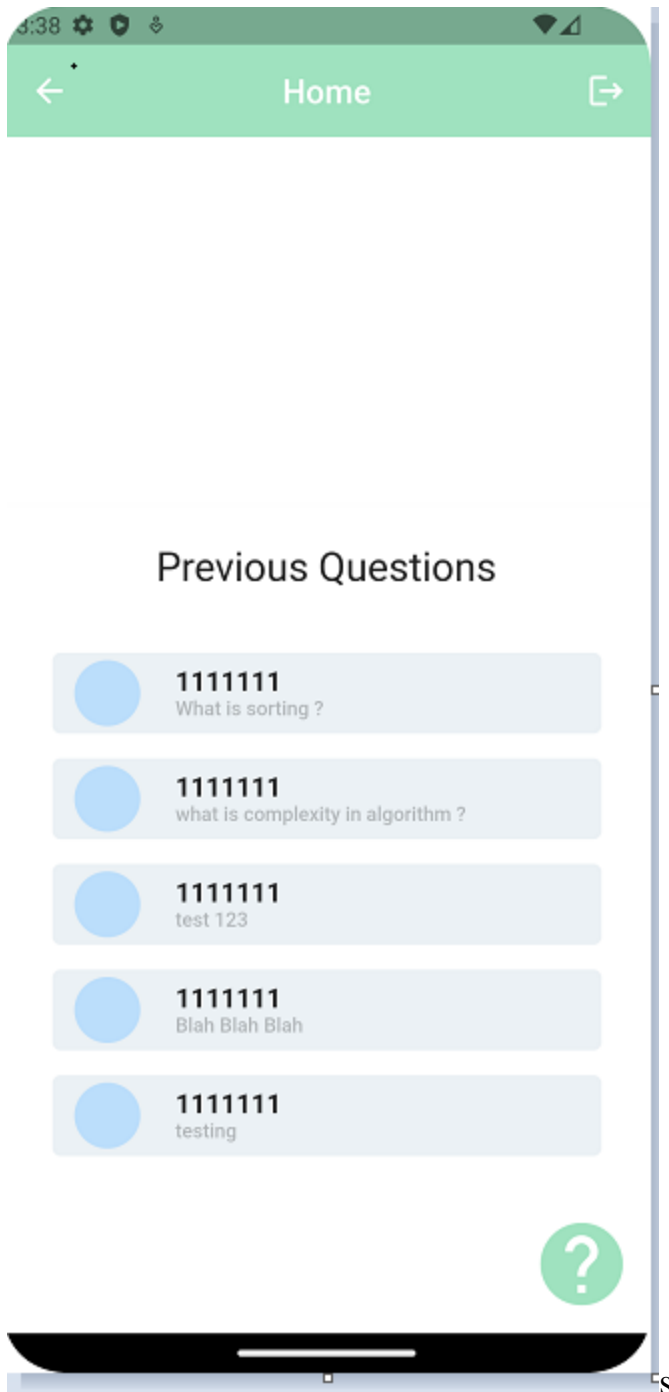 3:38
Home
Previous Questions
1111111
What is sorting ?
1111111
what is complexity in algorithm ?
1111111
test 123
1111111
Blah Blah Blah
1111111
testing
?
s